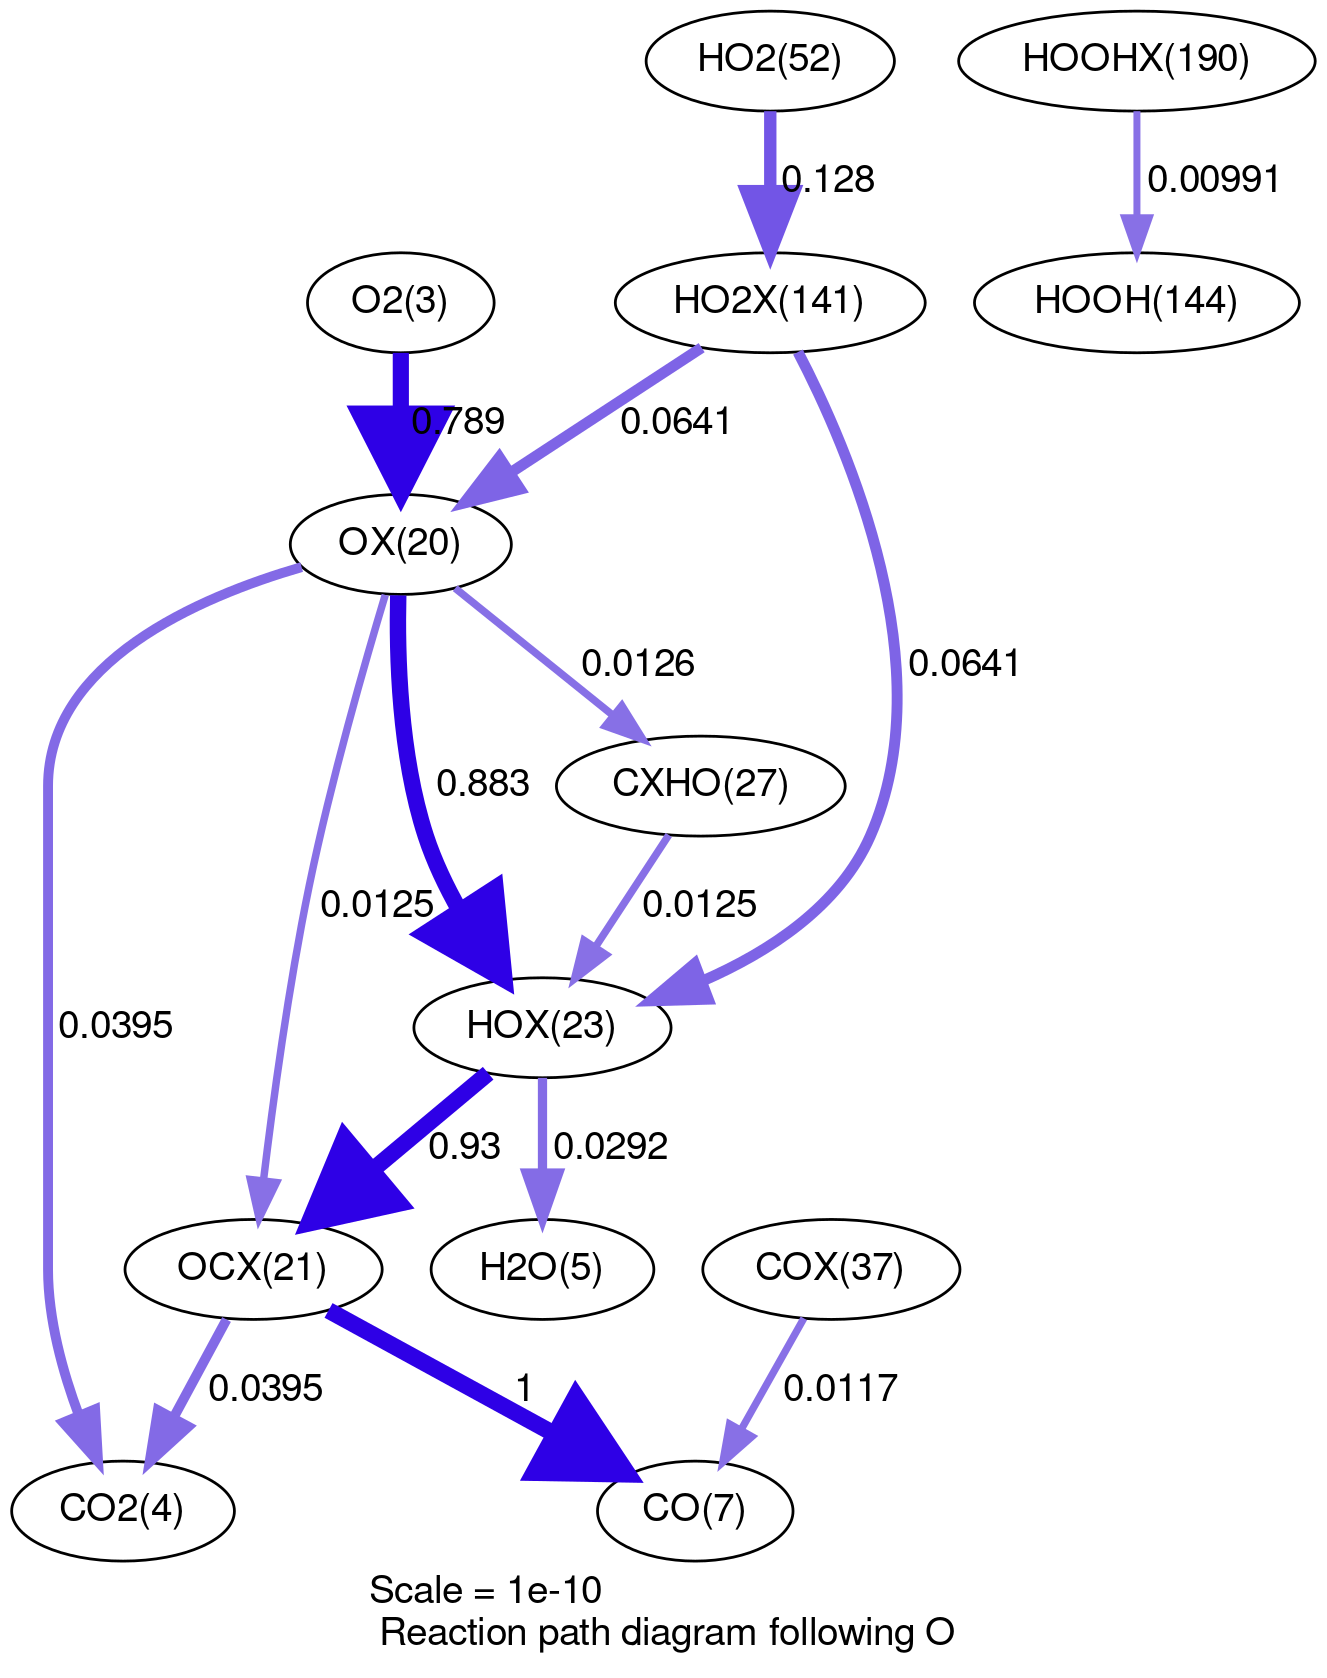 HO2(52)
HOOHX(190)
0.128
0.00991
O2(3)
HO2X(141)
HOOH(144)
0.789
0.0641
OX(20)
0.0126
0.0641
0.883
CXHO(27)
0.0125
0.0125
0.0395
HOX(23)
0.93
0.0292
OCX(21)
H2O(5)
COX(37)
0.0395
1
0.0117
CO2(4)
CO(7)
Scale = 1e-10
Reaction path diagram following O